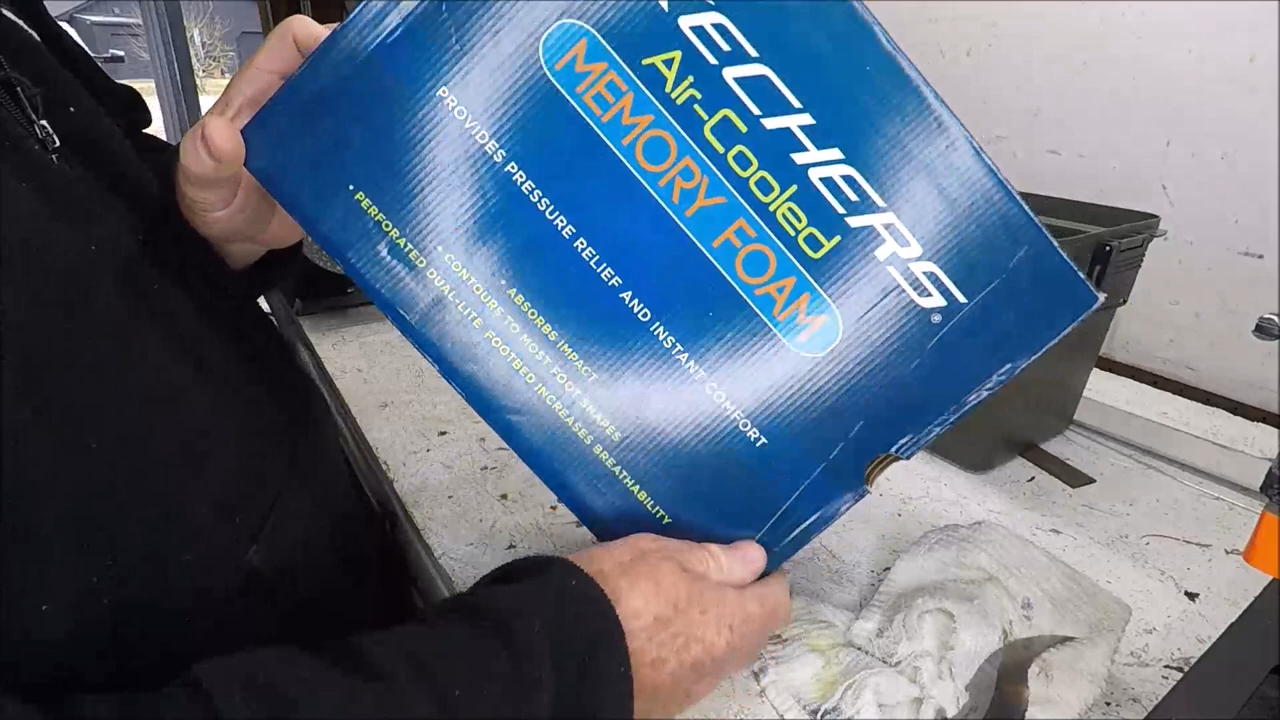 KECHERS®
Air-Cooled
MEMORY FOAM
PROVIDES PRESSURE RELIEF AND INSTANT COMFORT
• ABSORBS IMPACT
• CONTOURS TO MOST FOOT SHAPES
• PERFORATED DUAL-LITE FOOTBED INCREASES BREATHABILITY